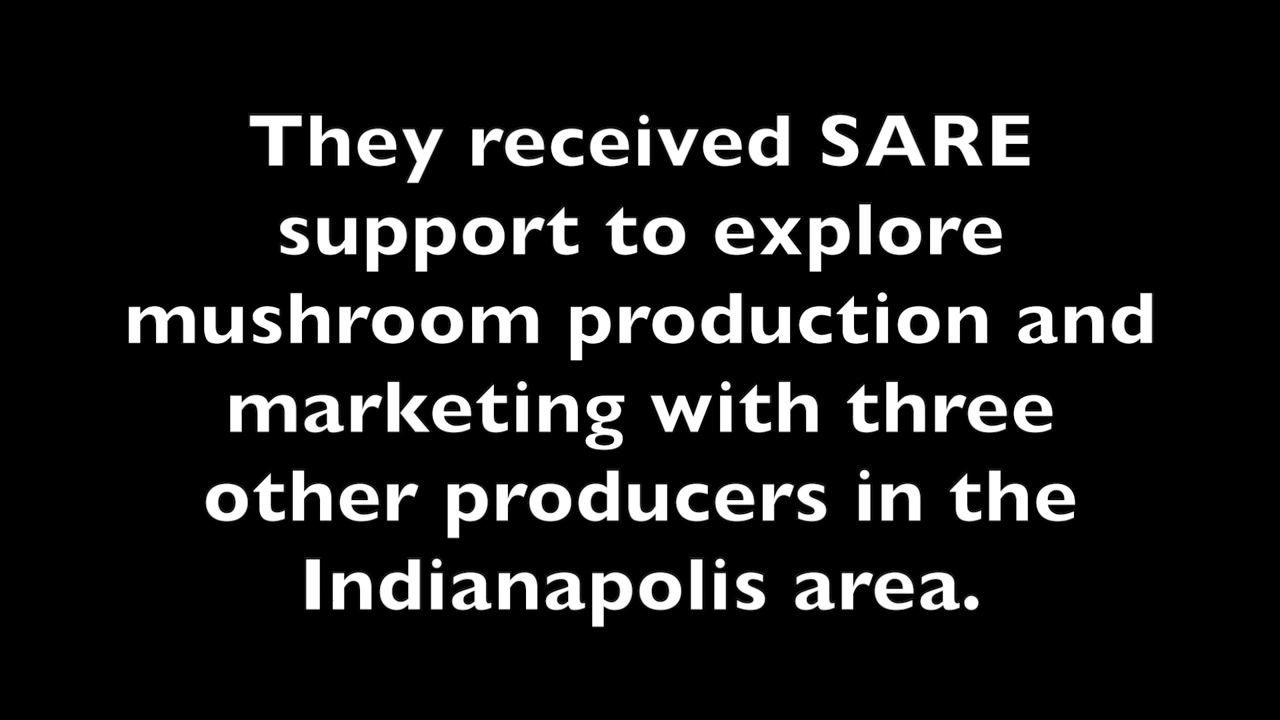 They received SARE
support to explore
mushroom production and
marketing with three
other producers in the
Indianapolis area.